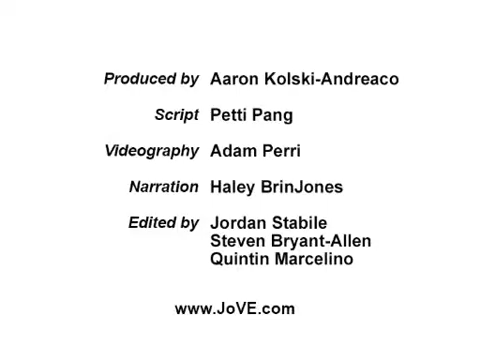 Produced by Aaron Kolski-Andreaco
Script Petti Pang
Videography Adam Perri
Narration Haley BrinJones
Edited by Jordan Stabile
Steven Bryant-Allen
Quintin Marcelino
www.JoVE.com